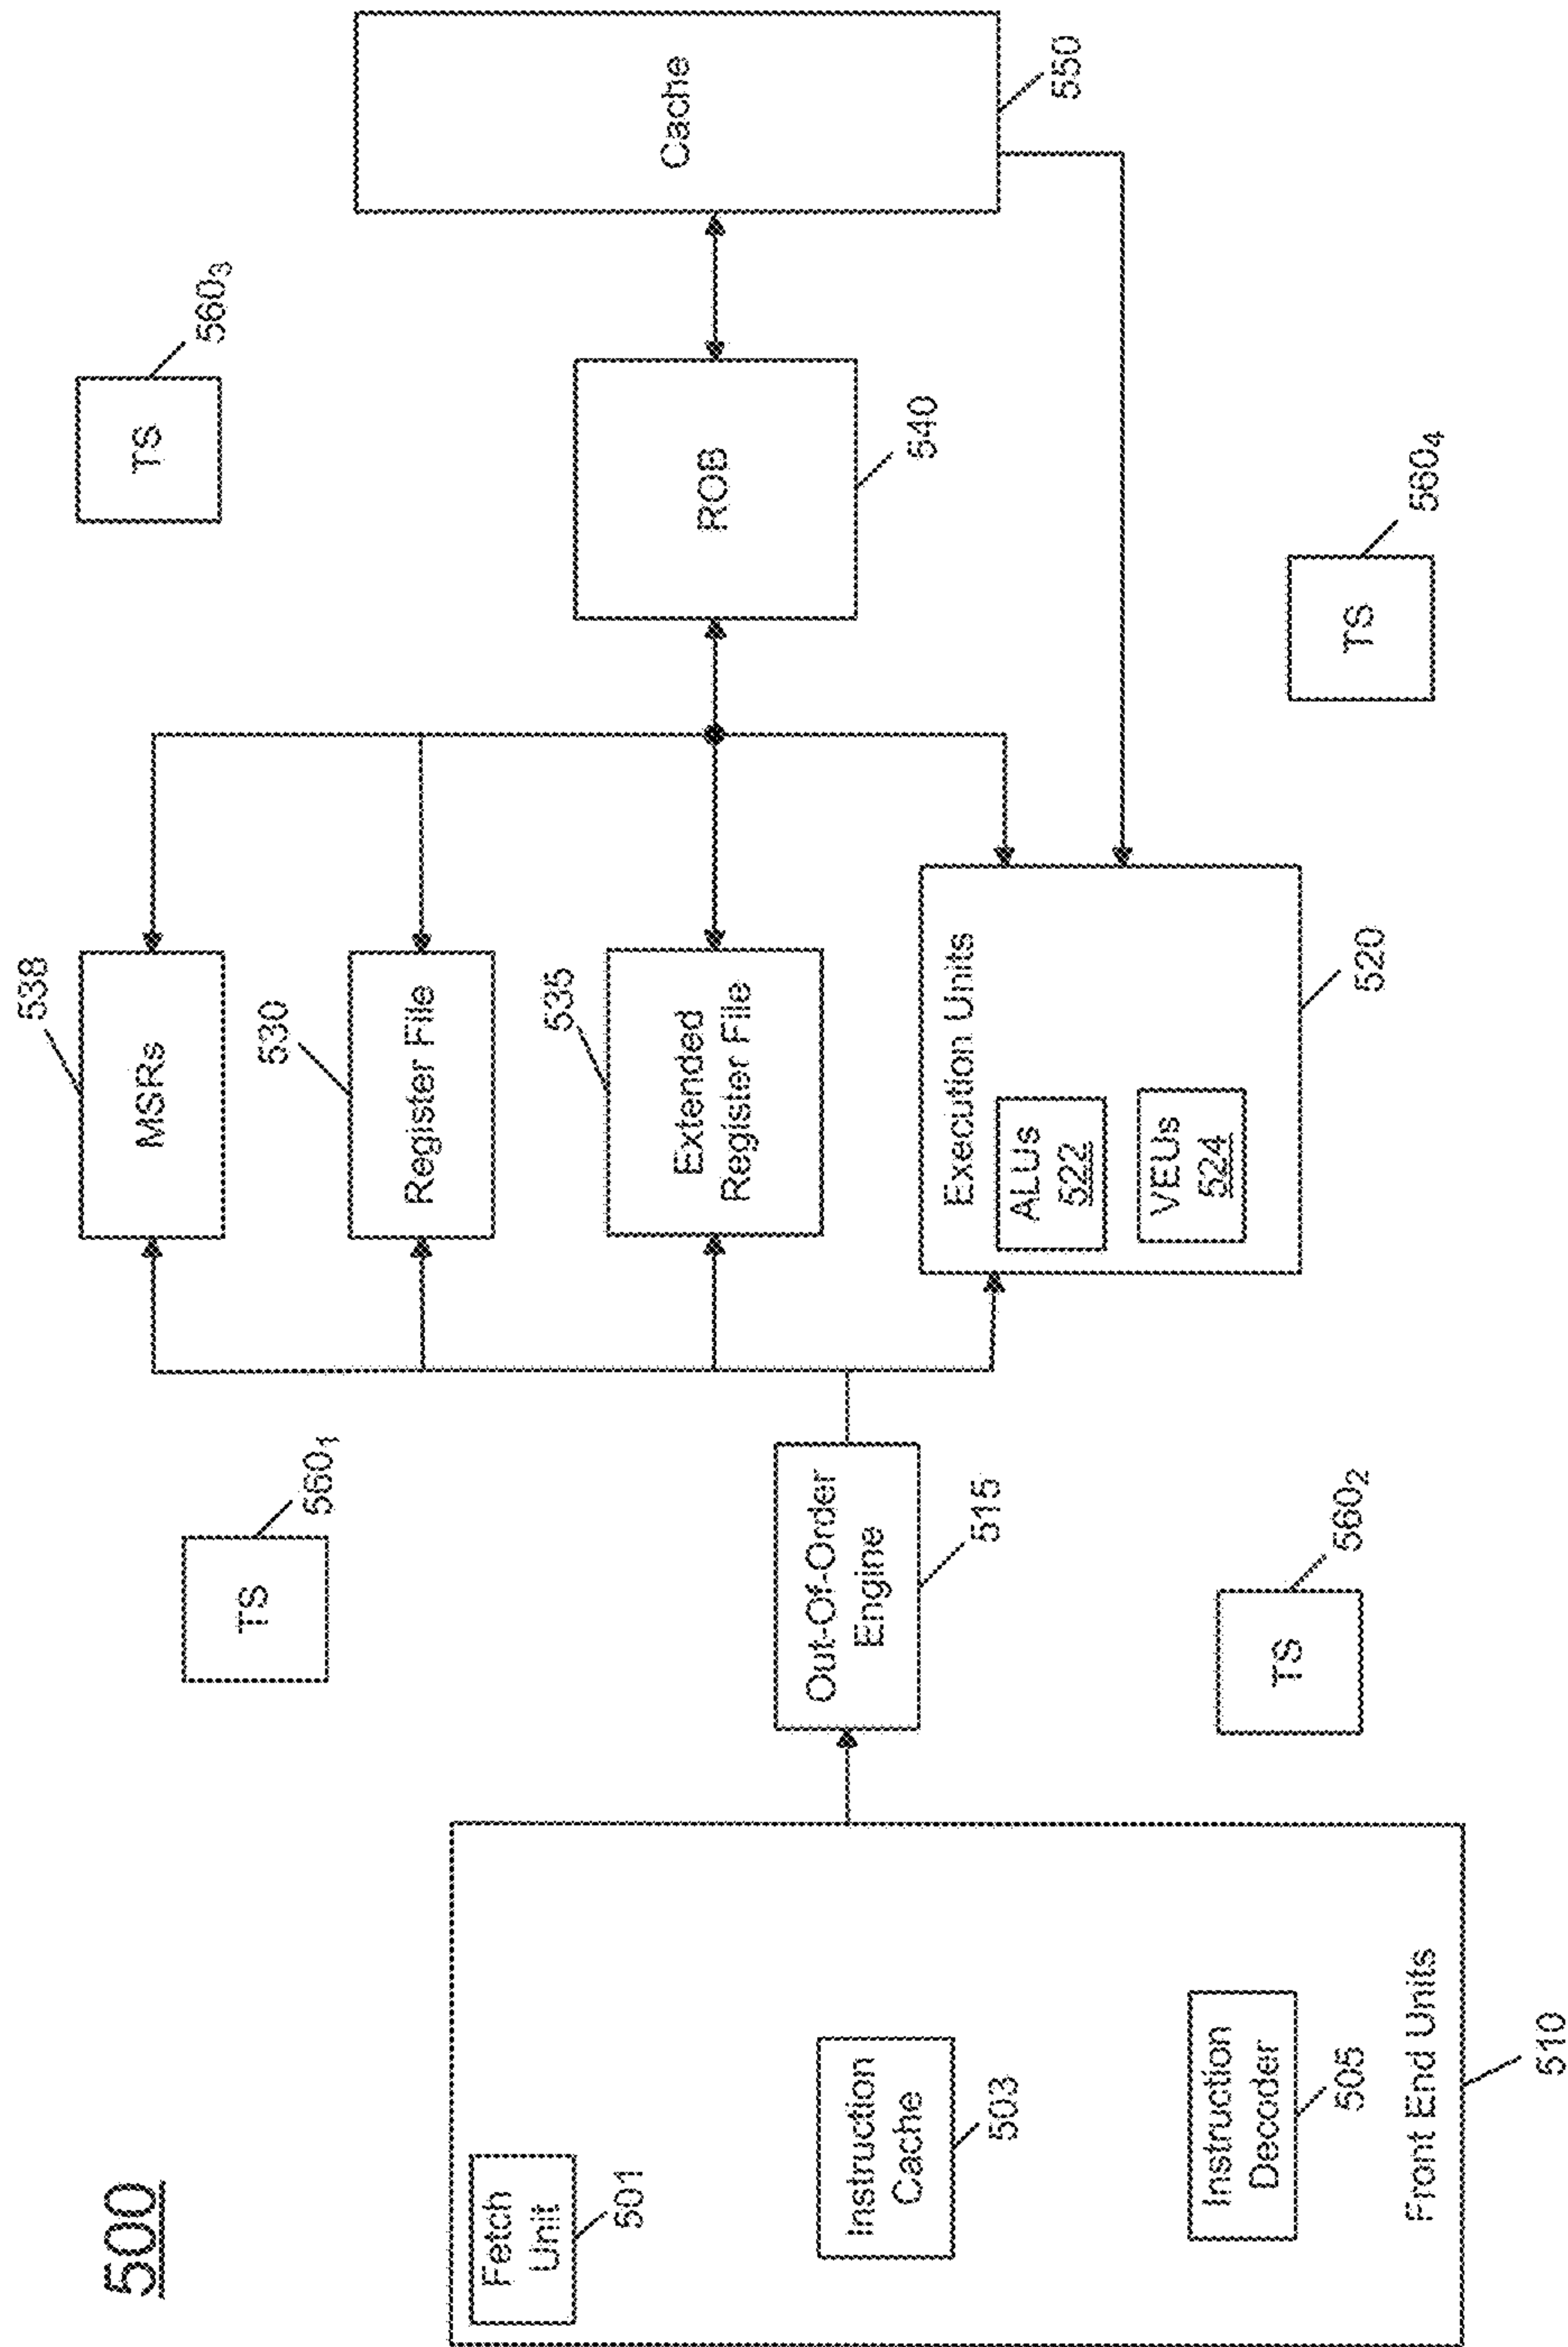 500
Fetch
Unit
501
Instruction
Cache
503
Instruction
Decoder
505
Front End Units
510
Out-Of-Order
Engine
515
TS
560₁
TS
560₂
MSRs
538
Register File
530
Extended
Register File
535
Execution Units
ALUs
522
VEUs
524
520
ROB
540
TS
560₃
TS
560₄
Cache
550